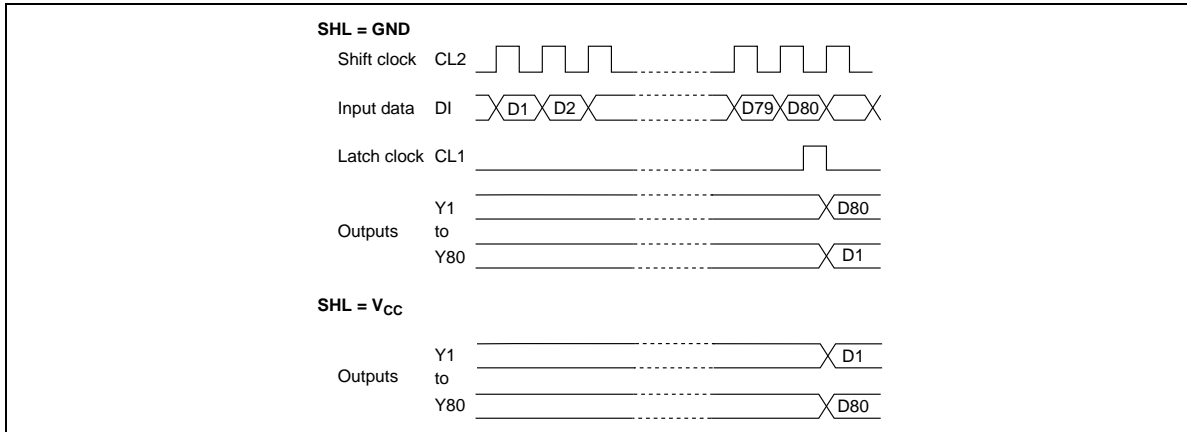 SHL = GND
Shift clock CL2
Input data DI D1 D2 D79 D80
Latch clock CL1
Y1 D80
Outputs to
Y80 D1
SHL = VCC
Y1 D1
Outputs to
Y80 D80